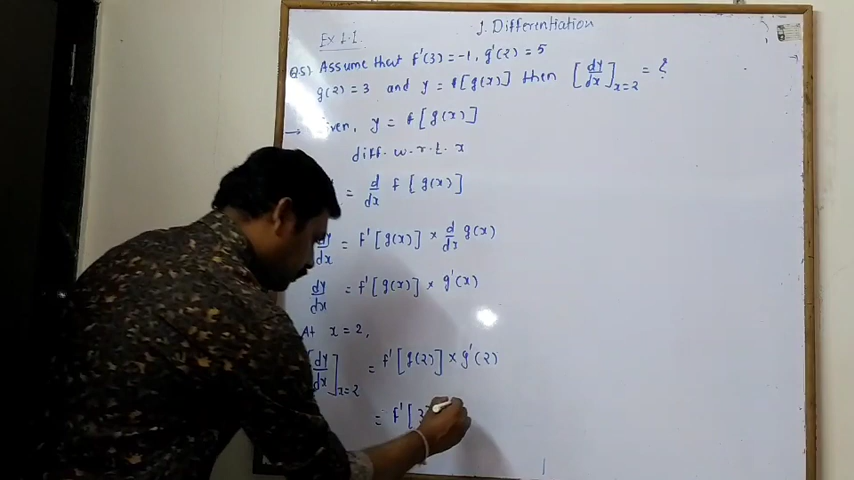 1. Differentiation
Ex 1.1
Q.5) Assume that f'(3) = -1, g'(2) = 5
g(2) = 3 and y = f[g(x)] then [dy/dx]x=2 = ?
→ Given, y = f[g(x)]
diff. w.r.t. x
= d/dx f[g(x)]
dy/dx = f'[g(x)] × d/dx g(x)
dy/dx = f'[g(x)] × g'(x)
At x = 2,
[dy/dx]x=2 = f'[g(2)] × g'(2)
= f'[3